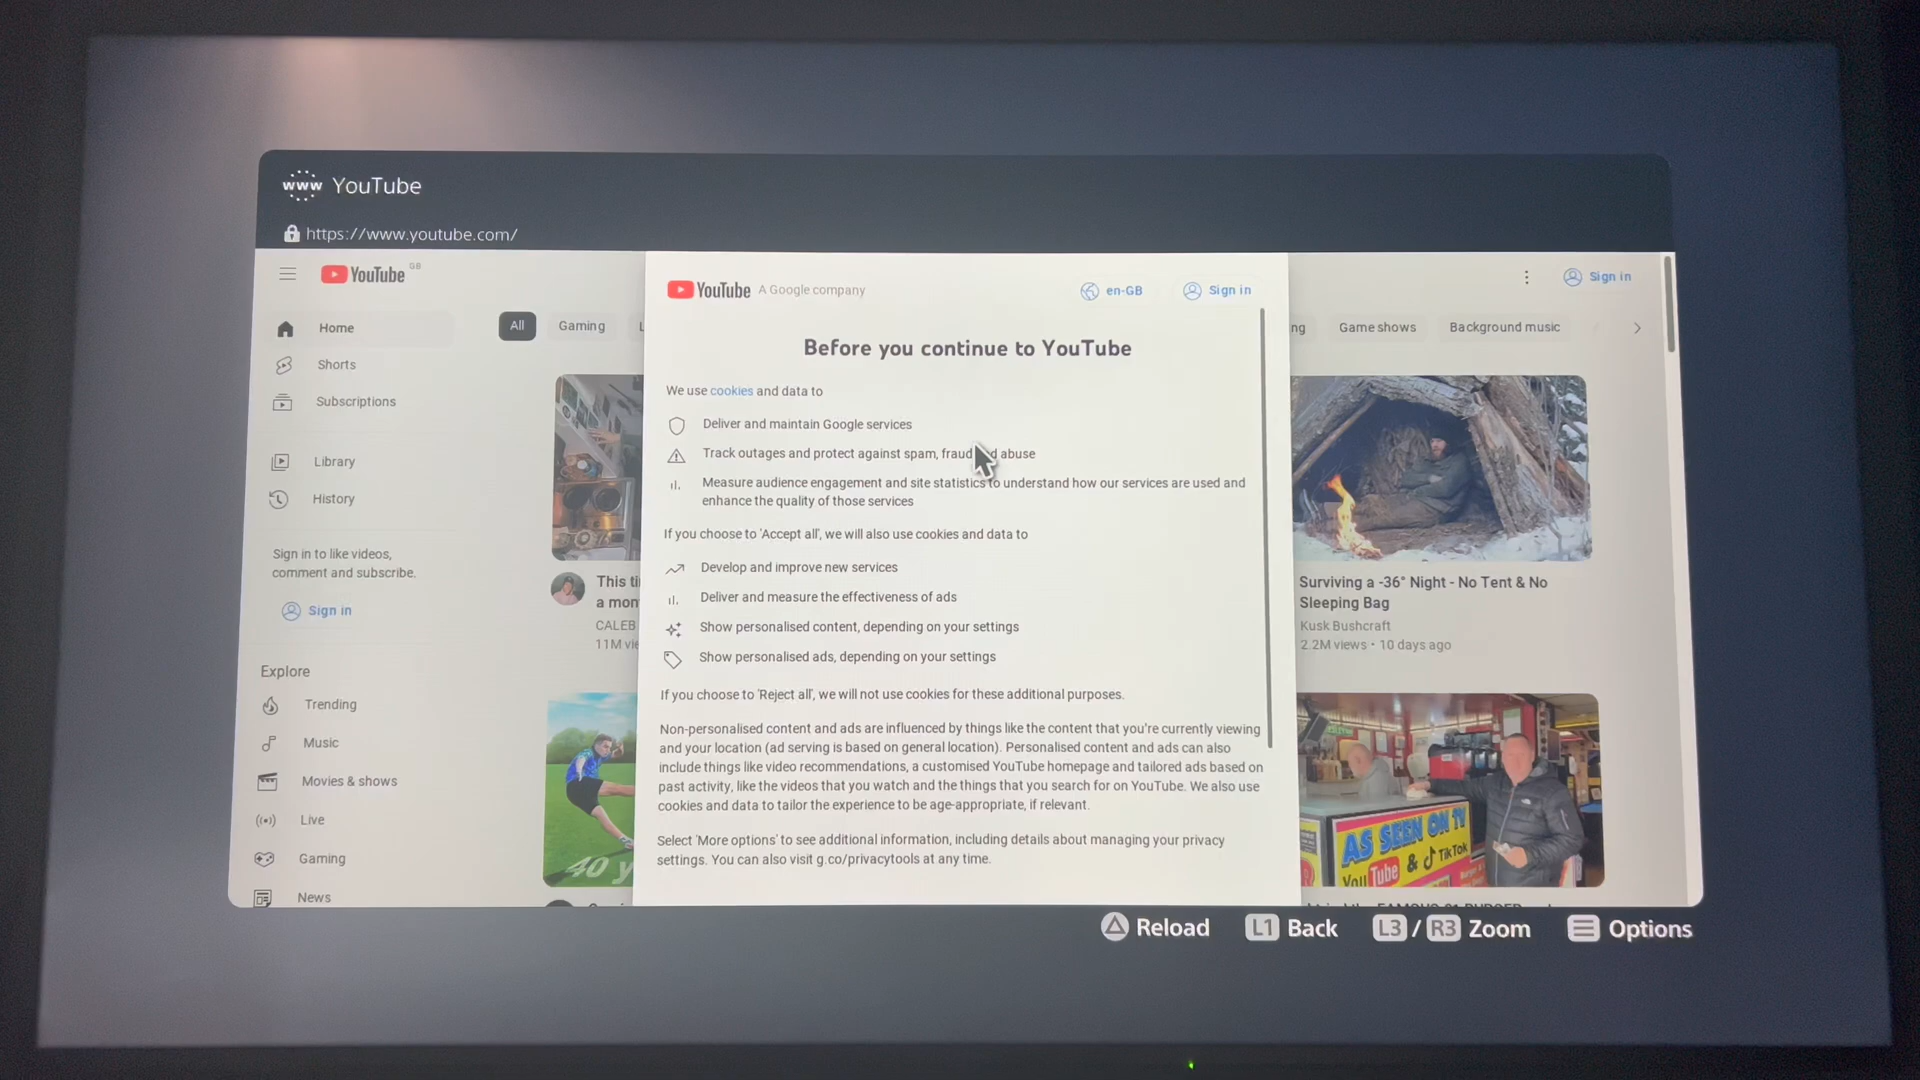 www YouTube
https://www.youtube.com/
YouTube GB
Sign in
Home
Shorts
Subscriptions
Library
History
Sign in to like videos,
comment and subscribe.
Sign in
Explore
Trending
Music
Movies & shows
Live
Gaming
News
All
Gaming
Game shows
Background music
This
a mon
CALEB
11M
40 y
YouTube A Google company
en-GB
Sign in
Before you continue to YouTube
We use cookies and data to
Deliver and maintain Google services
Track outages and protect against spam, fraud abuse
Measure audience engagement and site statistics to understand how our services are used and
enhance the quality of those services
If you choose to 'Accept all', we will also use cookies and data to
Develop and improve new services
Deliver and measure the effectiveness of ads
Show personalised content, depending on your settings
Show personalised ads, depending on your settings
If you choose to 'Reject all', we will not use cookies for these additional purposes.
Non-personalised content and ads are influenced by things like the content that you're currently viewing
and your location (ad serving is based on general location). Personalised content and ads can also
include things like video recommendations, a customised YouTube homepage and tailored ads based on
past activity, like the videos that you watch and the things that you search for on YouTube. We also use
cookies and data to tailor the experience to be age-appropriate, if relevant.
Select 'More options' to see additional information, including details about managing your privacy
settings. You can also visit g.co/privacytools at any time.
Surviving a -36° Night - No Tent & No
Sleeping Bag
Kusk Bushcraft
2.2M views • 10 days ago
AS SEEN ON TV
YouTube & TikTok
Reload
L1 Back
L3 / R3 Zoom
Options